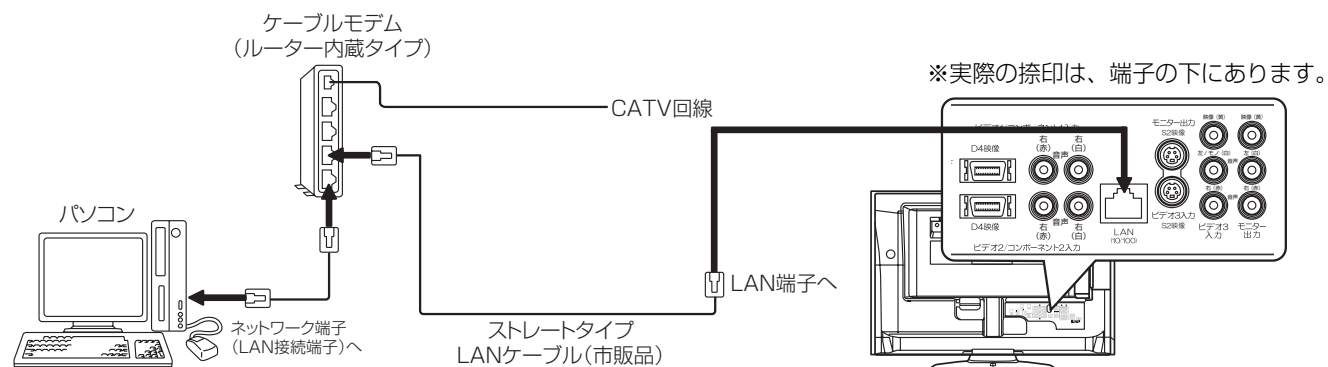 ケーブルモデム
(ルーター内蔵タイプ)
CATV回線
パソコン
ネットワーク端子
(LAN接続端子)へ
ストレートタイプ
LANケーブル(市販品)
LAN端子へ
※実際の捺印は、端子の下にあります。
D4映像
右
(赤)
音声
右
(白)
D4映像
右
(赤)
音声
右
(白)
ビデオ2/コンポーネント2入力
LAN
(10/100)
モニター出力
S2映像
ビデオ3入力
S2映像
映像(黄)
映像(黄)
左/モノ(白)
音声
左(白)
右(赤)
音声
右(赤)
ビデオ3
入力
モニター
出力